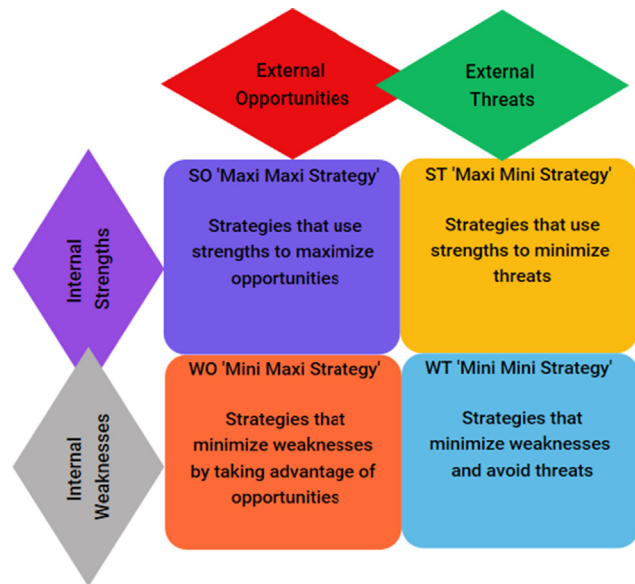 External
Opportunities
External
Threats
Internal
Strengths
SO 'Maxi Maxi Strategy'
Strategies that use
strengths to maximize
opportunities
ST 'Maxi Mini Strategy'
Strategies that use
strengths to minimize
threats
Internal
Weaknesses
WO 'Mini Maxi Strategy'
Strategies that
minimize weaknesses
by taking advantage of
opportunities
WT 'Mini Mini Strategy'
Strategies that
minimize weaknesses
and avoid threats